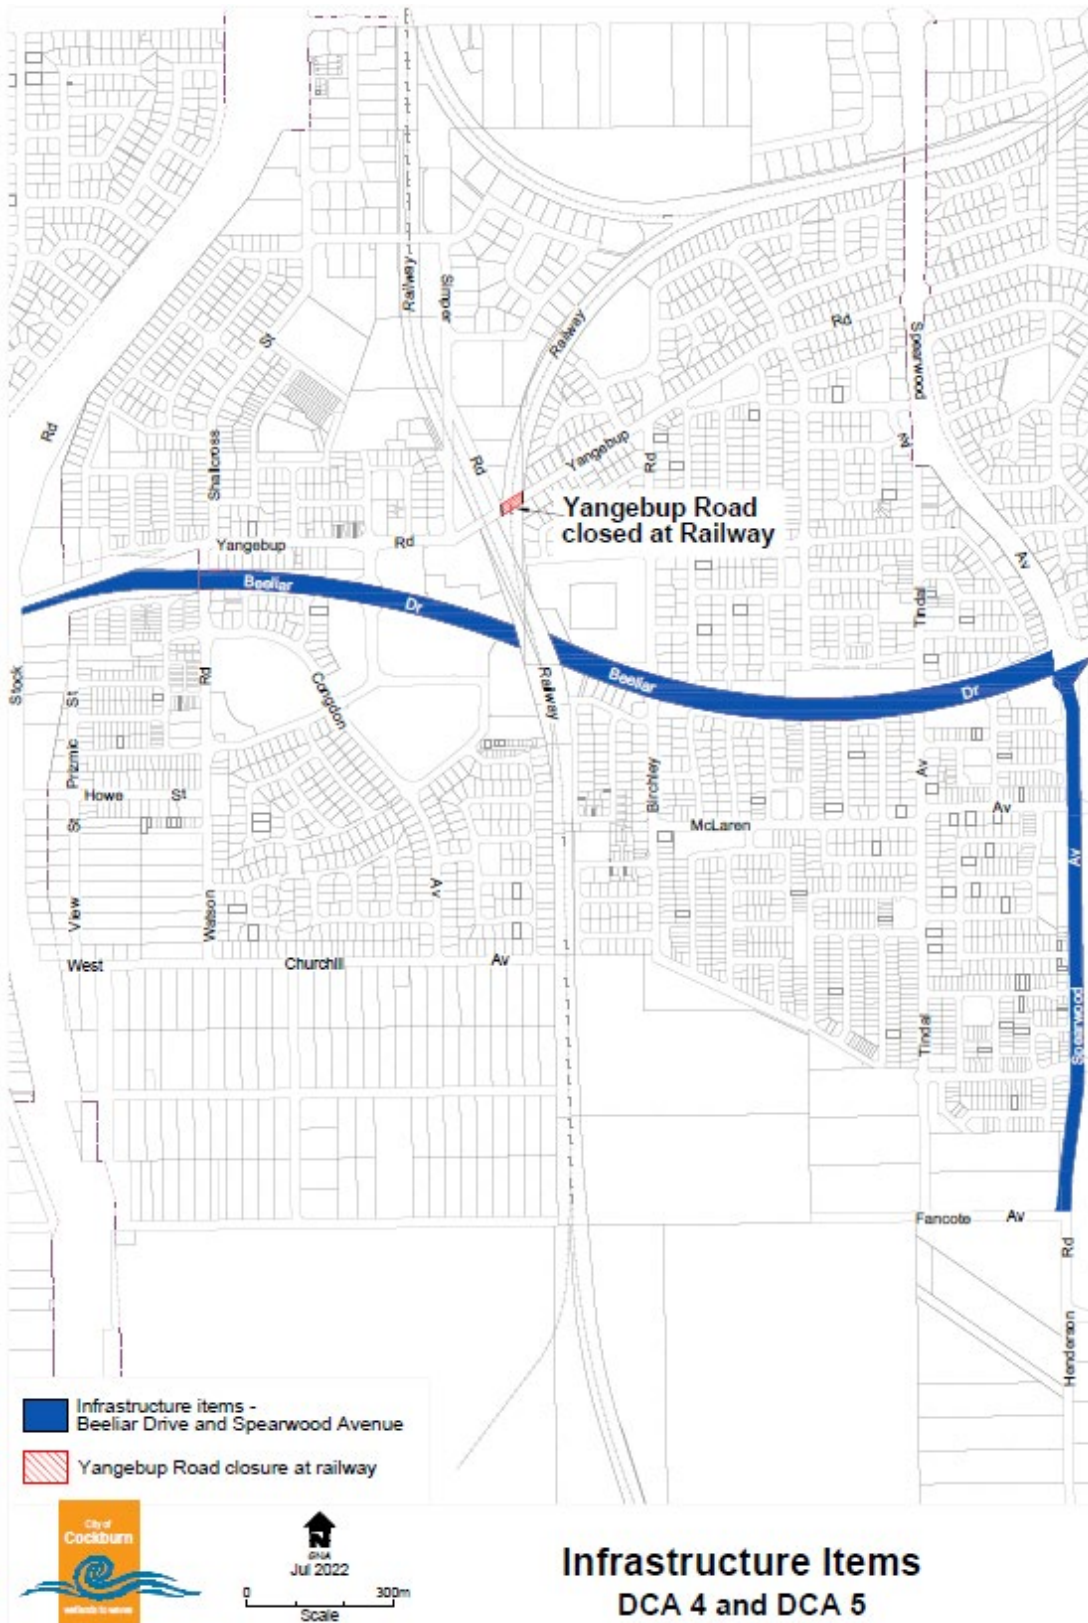 Railway
Simper
Railway
Rd
St
Spearwood
Rd
Shallcross
Rd
Yangebup
Rd
Yangebup Road
closed at Railway
Yangebup
Rd
Av
Beeliar
Dr
Tindal
Stock
St
Rd
Congdon
Railway
Beeliar
Dr
Prizmic
Howe
St
St
Birchley
Av
McLaren
Av
Av
View
Watson
Av
West
Churchill
Av
Spearwood
Tindal
Fancote
Av
Rd
Henderson
Infrastructure items -
Beeliar Drive and Spearwood Avenue
Yangebup Road closure at railway
City of
Cockburn
wetlands to waves
N
Jul 2022
0 300m
Scale
Infrastructure Items
DCA 4 and DCA 5